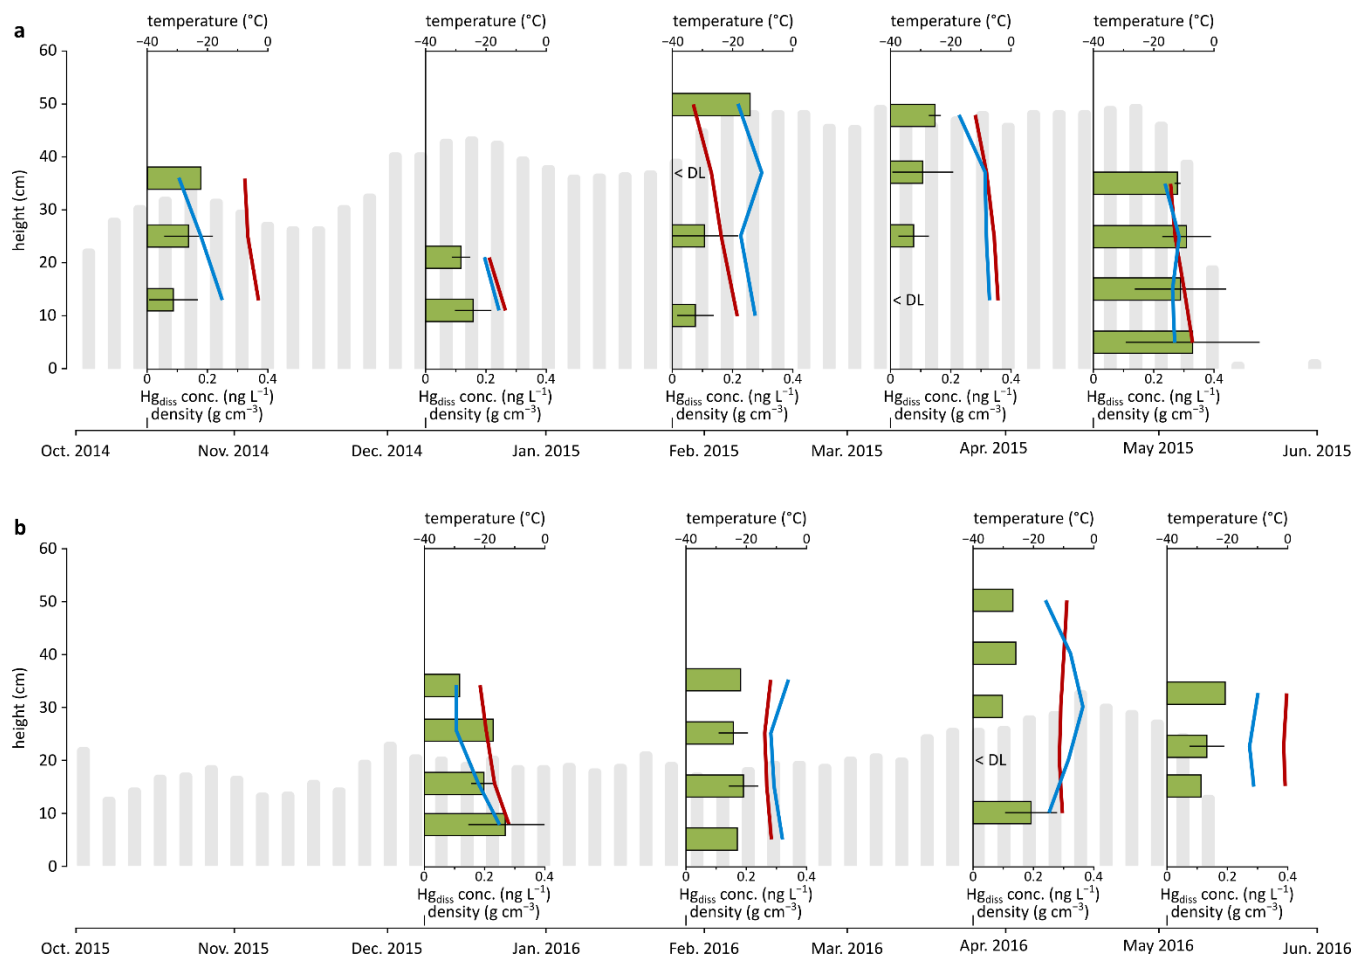 a
temperature (°C) temperature (°C) temperature (°C) temperature (°C) temperature (°C)
−40 −20 0 −40 −20 0 −40 −20 0 −40 −20 0 −40 −20 0
60
50
40
30
20
10
0
height (cm)
< DL
< DL
0 0.2 0.4 0 0.2 0.4 0 0.2 0.4 0 0.2 0.4 0 0.2 0.4
Hgdiss conc. (ng L−1) Hgdiss conc. (ng L−1) Hgdiss conc. (ng L−1) Hgdiss conc. (ng L−1) Hgdiss conc. (ng L−1)
density (g cm−3) density (g cm−3) density (g cm−3) density (g cm−3) density (g cm−3)
Oct. 2014 Nov. 2014 Dec. 2014 Jan. 2015 Feb. 2015 Mar. 2015 Apr. 2015 May 2015 Jun. 2015
b
temperature (°C) temperature (°C) temperature (°C) temperature (°C)
−40 −20 0 −40 −20 0 −40 −20 0 −40 −20 0
60
50
40
30
20
10
0
height (cm)
< DL
0 0.2 0.4 0 0.2 0.4 0 0.2 0.4 0 0.2 0.4
Hgdiss conc. (ng L−1) Hgdiss conc. (ng L−1) Hgdiss conc. (ng L−1) Hgdiss conc. (ng L−1)
density (g cm−3) density (g cm−3) density (g cm−3) density (g cm−3)
Oct. 2015 Nov. 2015 Dec. 2015 Jan. 2016 Feb. 2016 Mar. 2016 Apr. 2016 May 2016 Jun. 2016